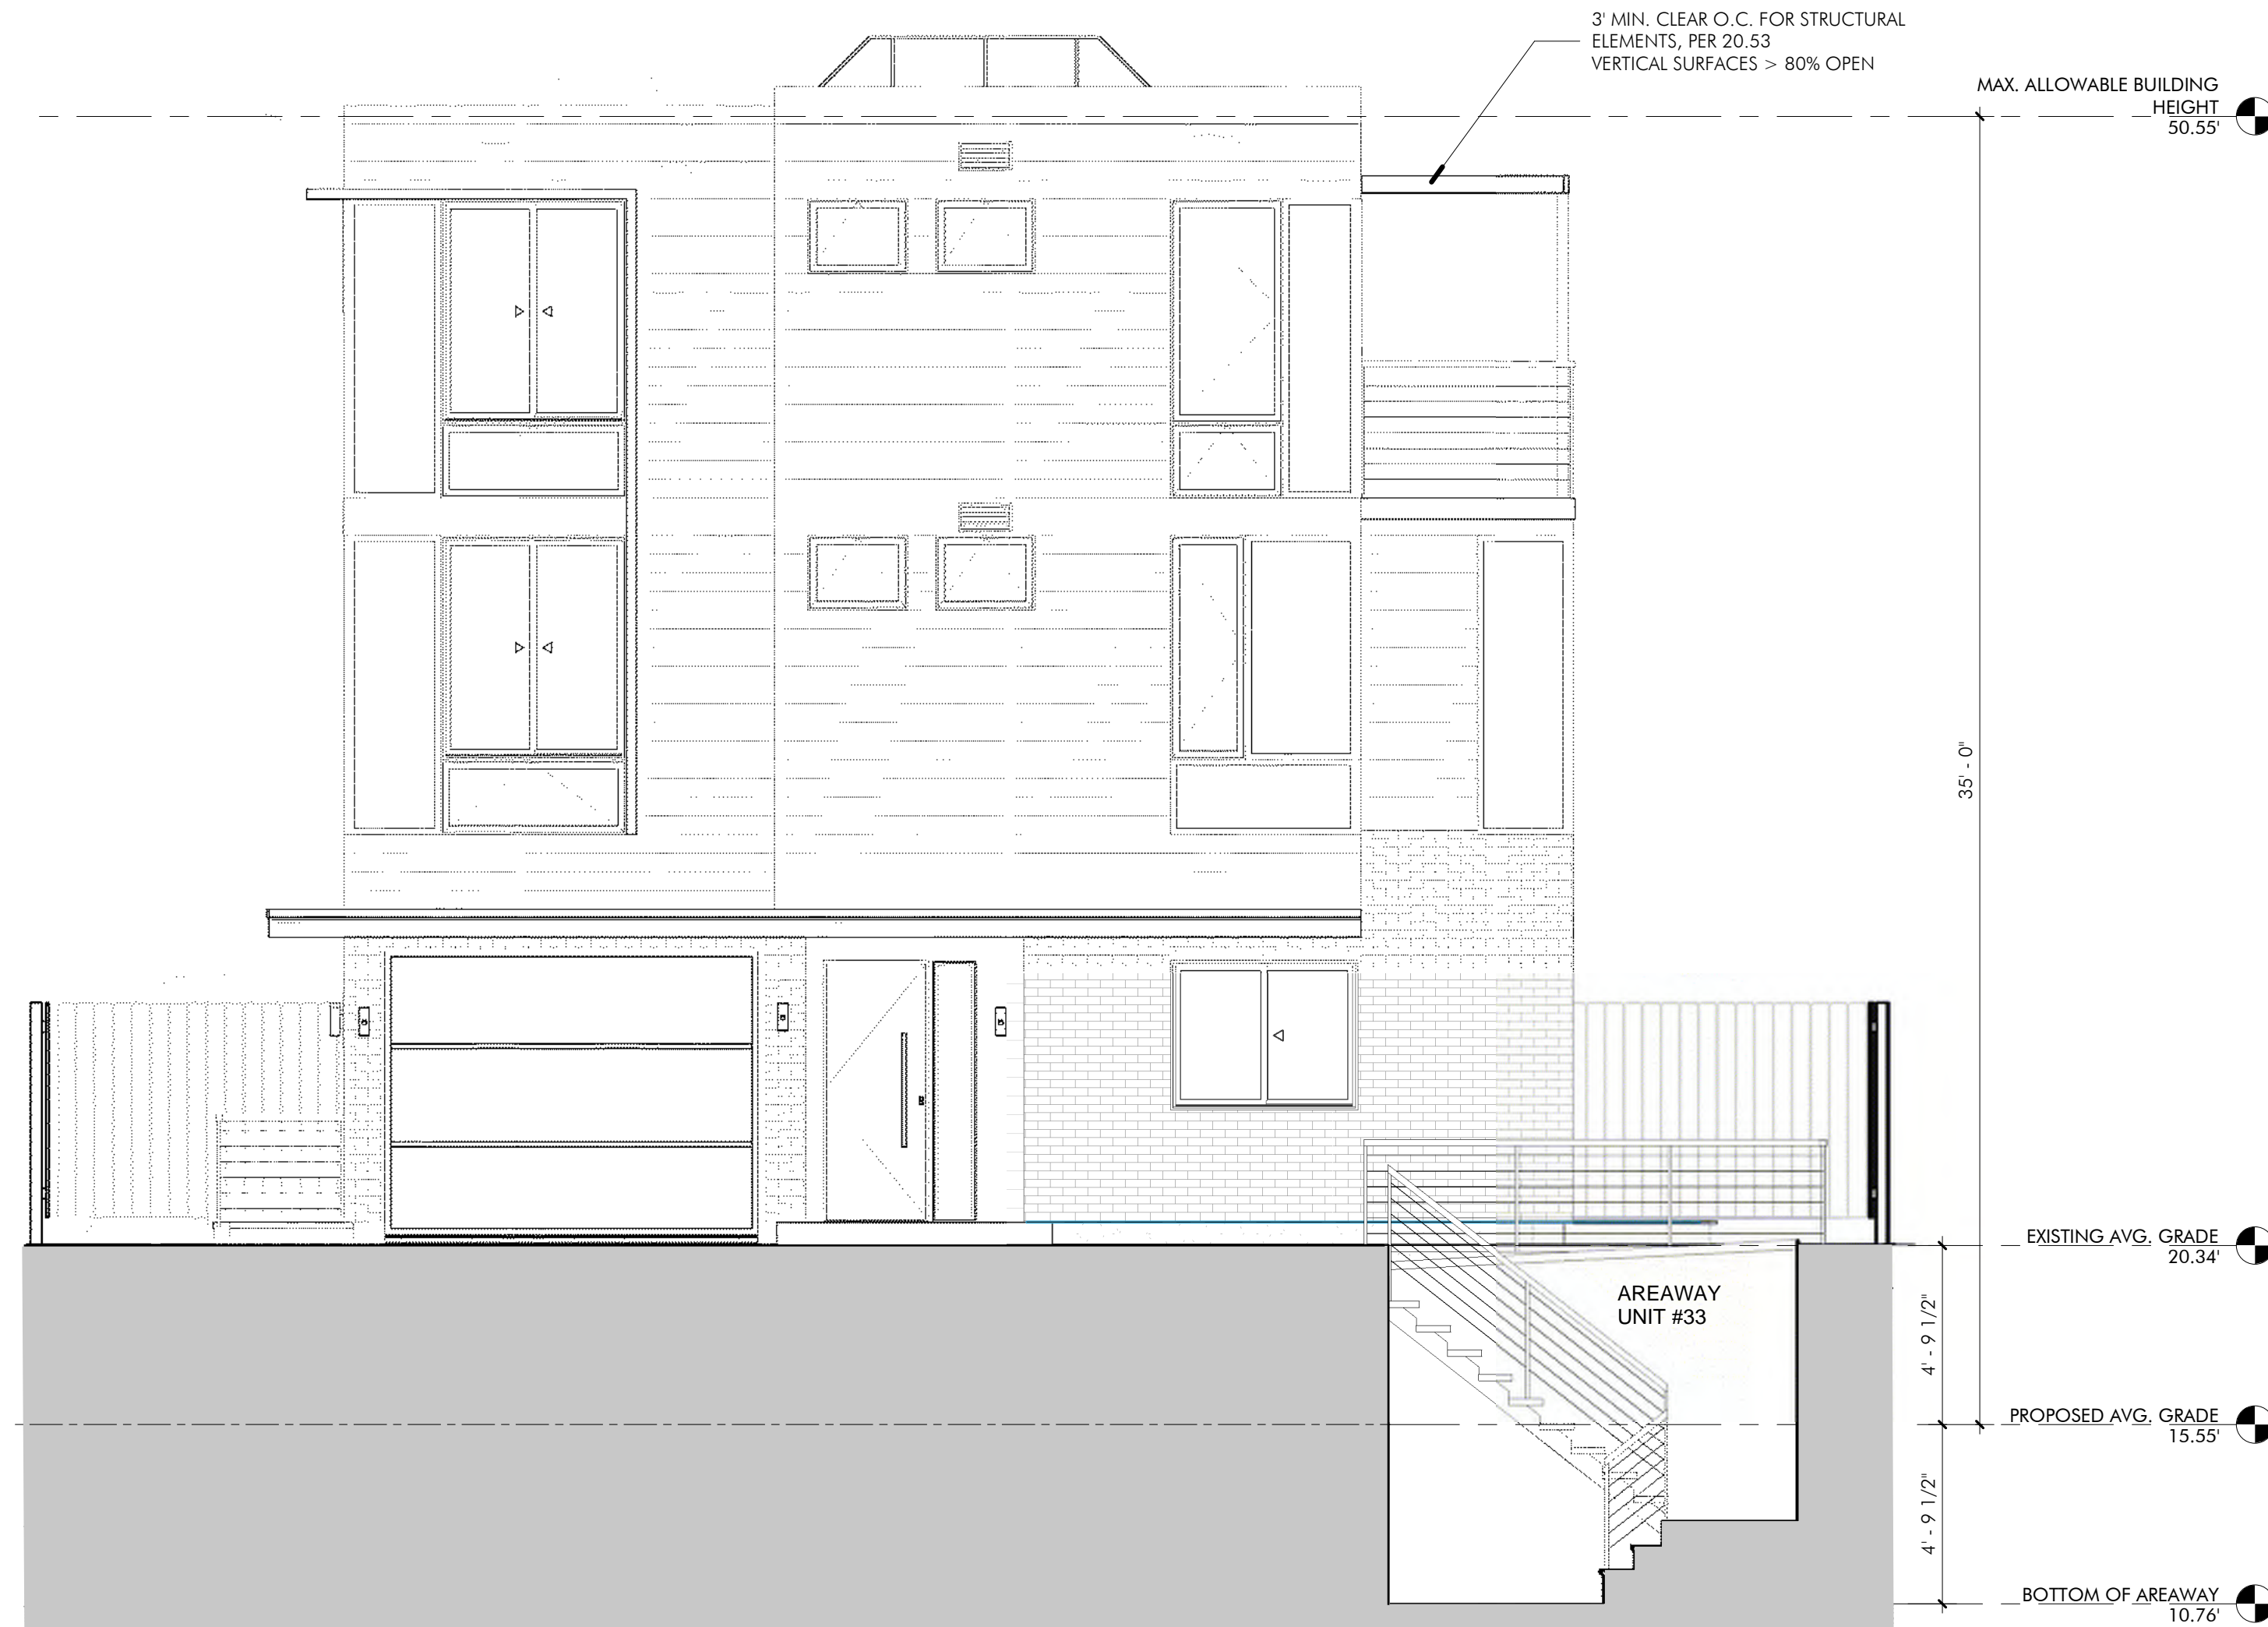 3' MIN. CLEAR O.C. FOR STRUCTURAL
ELEMENTS, PER 20.53
VERTICAL SURFACES > 80% OPEN
MAX. ALLOWABLE BUILDING
HEIGHT
50.55'
35' - 0"
EXISTING AVG. GRADE
20.34'
AREAWAY
UNIT #33
4' - 9 1/2"
PROPOSED AVG. GRADE
15.55'
4' - 9 1/2"
BOTTOM OF AREAWAY
10.76'